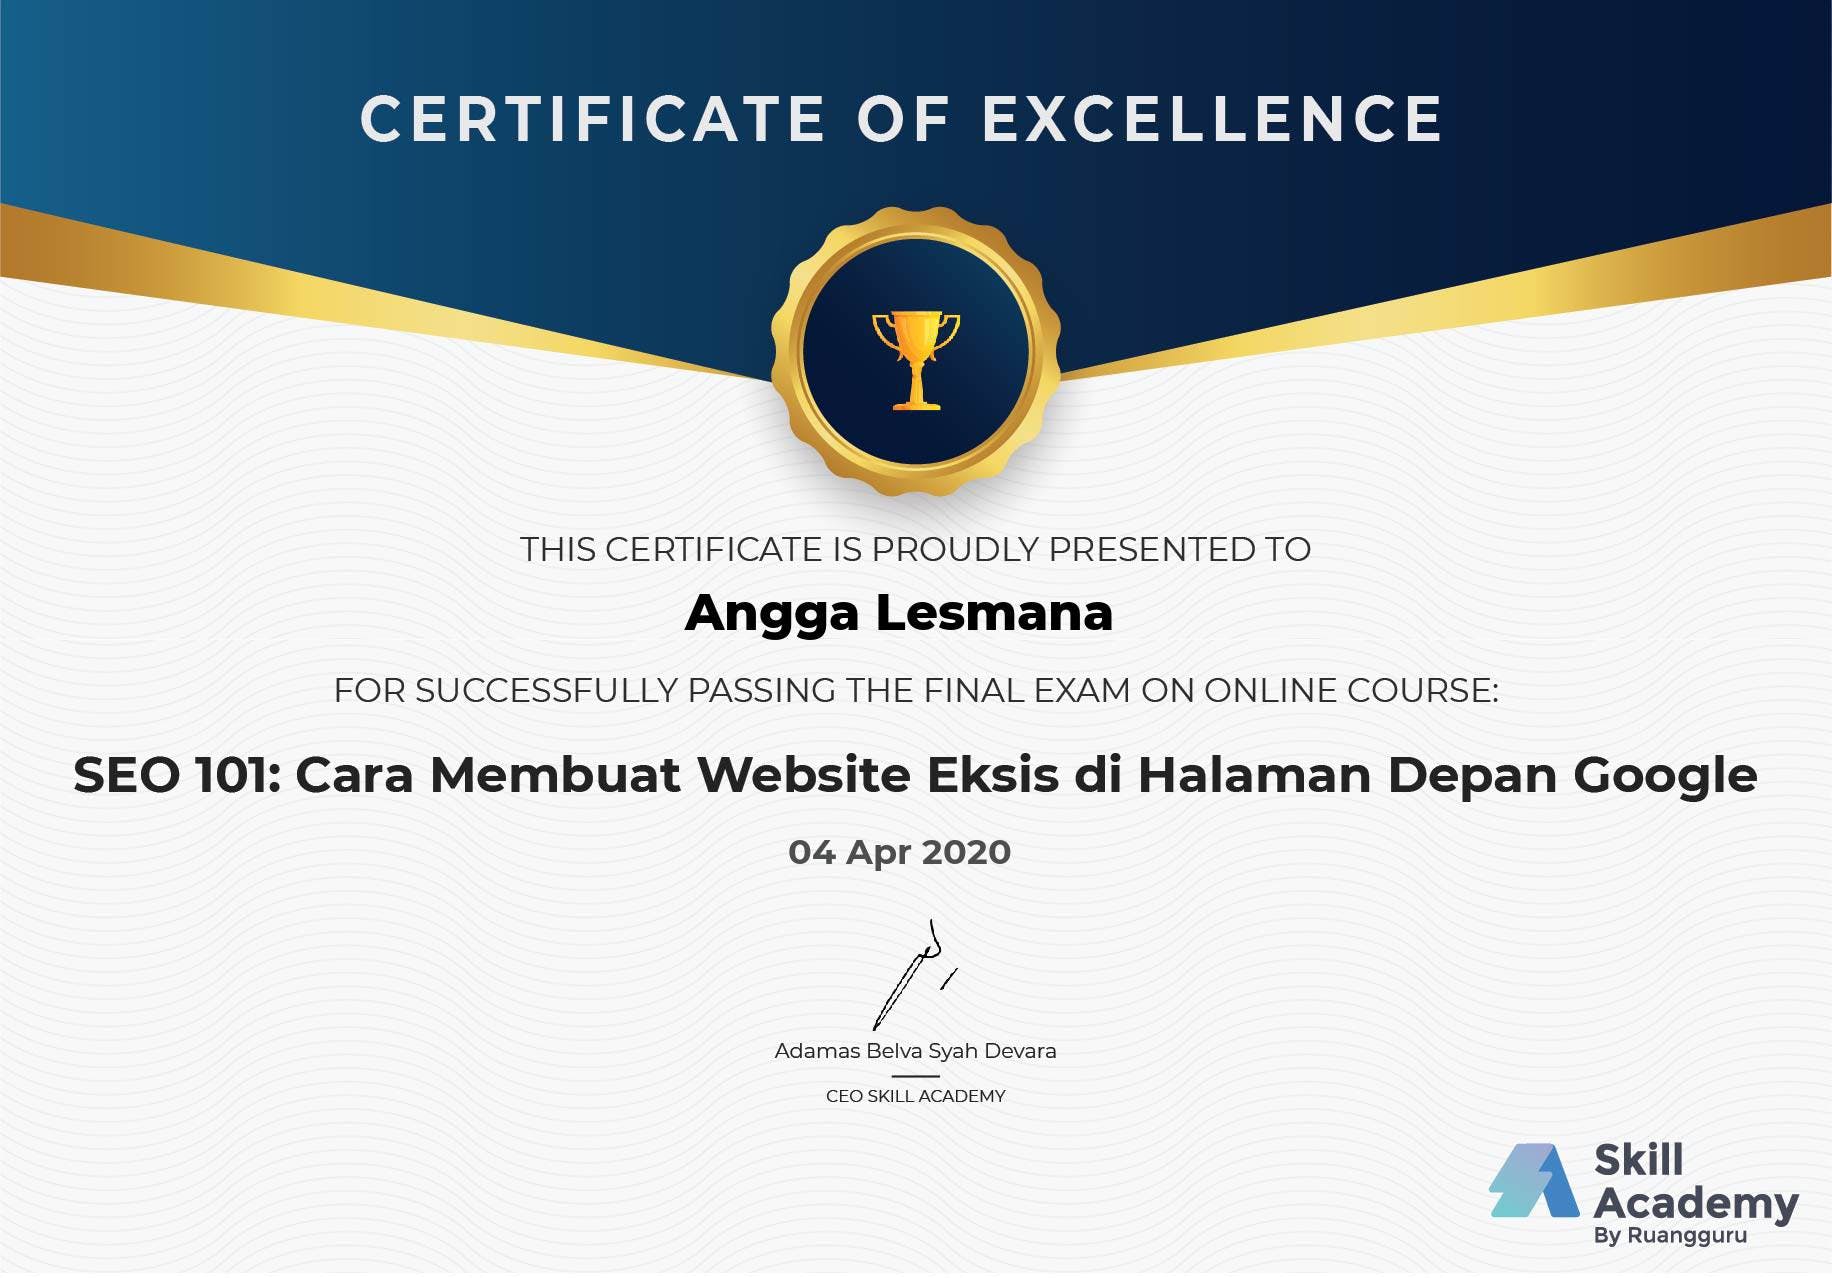 CERTIFICATE OF EXCELLENCE
THIS CERTIFICATE IS PROUDLY PRESENTED TO
Angga Lesmana
FOR SUCCESSFULLY PASSING THE FINAL EXAM ON ONLINE COURSE:
SEO 101: Cara Membuat Website Eksis di Halaman Depan Google
04 Apr 2020
Adamas Belva Syah Devara
CEO SKILL ACADEMY
Skill
Academy
By Ruangguru